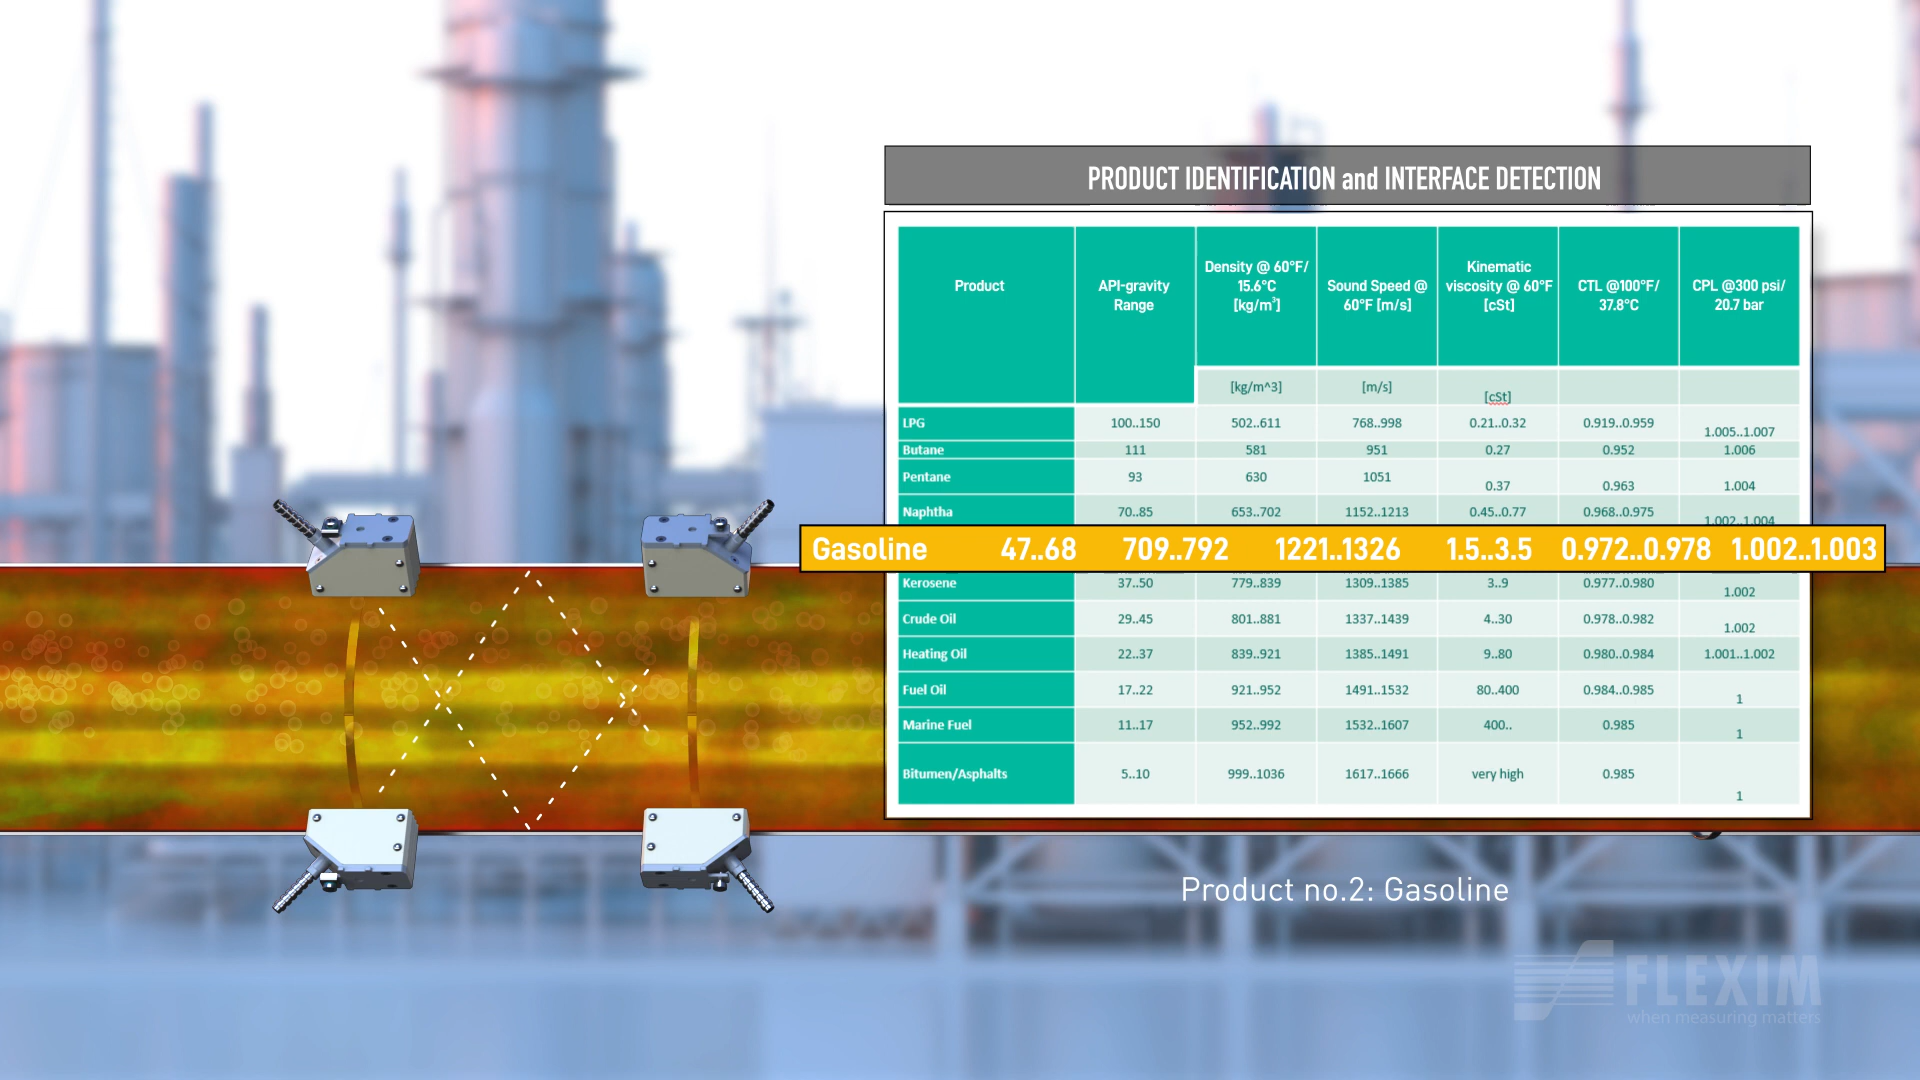 PRODUCT IDENTIFICATION and INTERFACE DETECTION
Product
API-gravity
Range
Density @ 60°F/
15.6°C
[kg/m³]
Sound Speed @
60°F [m/s]
Kinematic
viscosity @ 60°F
[cSt]
CTL @100°F/
37.8°C
CPL @300 psi/
20.7 bar
[kg/m^3] [m/s] [cSt]
LPG 100..150 502..611 768..998 0.21..0.32 0.919..0.959 1.005..1.007
Butane 111 581 951 0.27 0.952 1.006
Pentane 93 630 1051 0.37 0.963 1.004
Naphtha 70..85 653..702 1152..1213 0.45..0.77 0.968..0.975 1.002..1.004
Gasoline 47..68 709..792 1221..1326 1.5..3.5 0.972..0.978 1.002..1.003
Kerosene 37..50 779..839 1309..1385 3..9 0.977..0.980 1.002
Crude Oil 29..45 801..881 1337..1439 4..30 0.978..0.982 1.002
Heating Oil 22..37 839..921 1385..1491 9..80 0.980..0.984 1.001..1.002
Fuel Oil 17..22 921..952 1491..1532 80..400 0.984..0.985 1
Marine Fuel 11..17 952..992 1532..1607 400.. 0.985 1
Bitumen/Asphalts 5..10 999..1036 1617..1666 very high 0.985 1
Product no.2: Gasoline
FLEXIM
when measuring matters